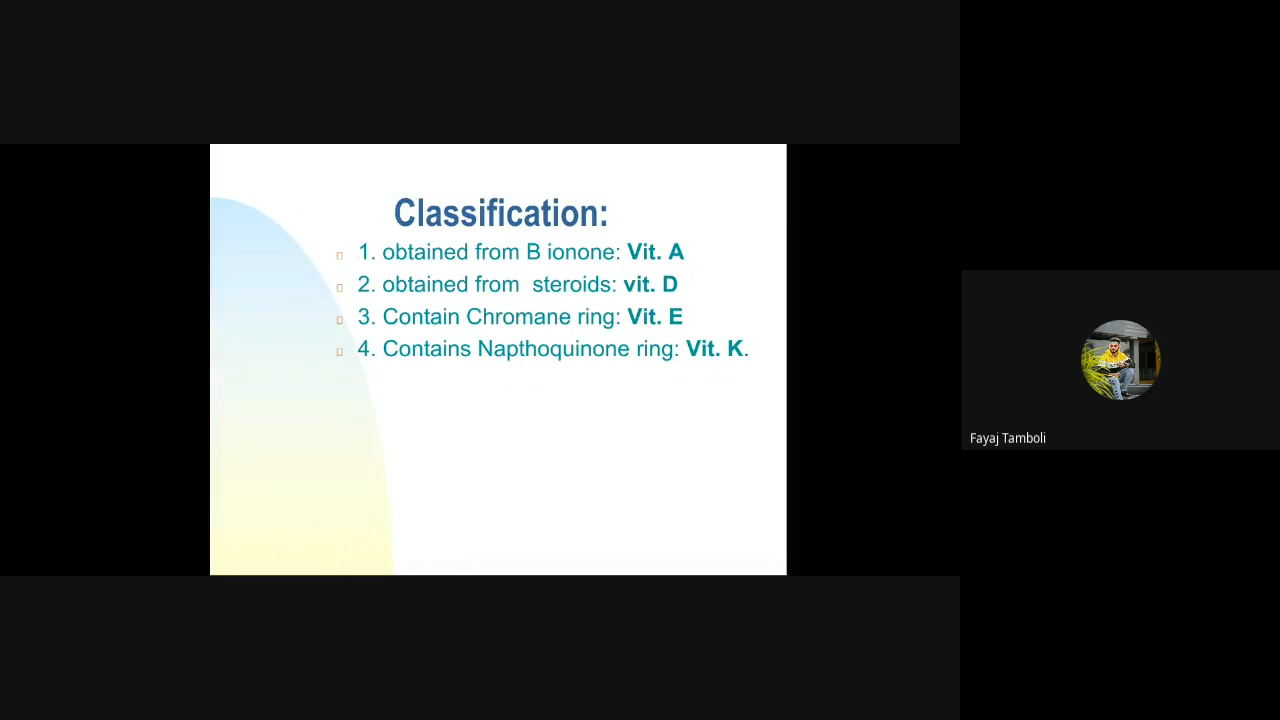 Classification:
1. obtained from B ionone: Vit. A
2. obtained from  steroids: vit. D
3. Contain Chromane ring: Vit. E
4. Contains Napthoquinone ring: Vit. K.
Fayaj Tamboli